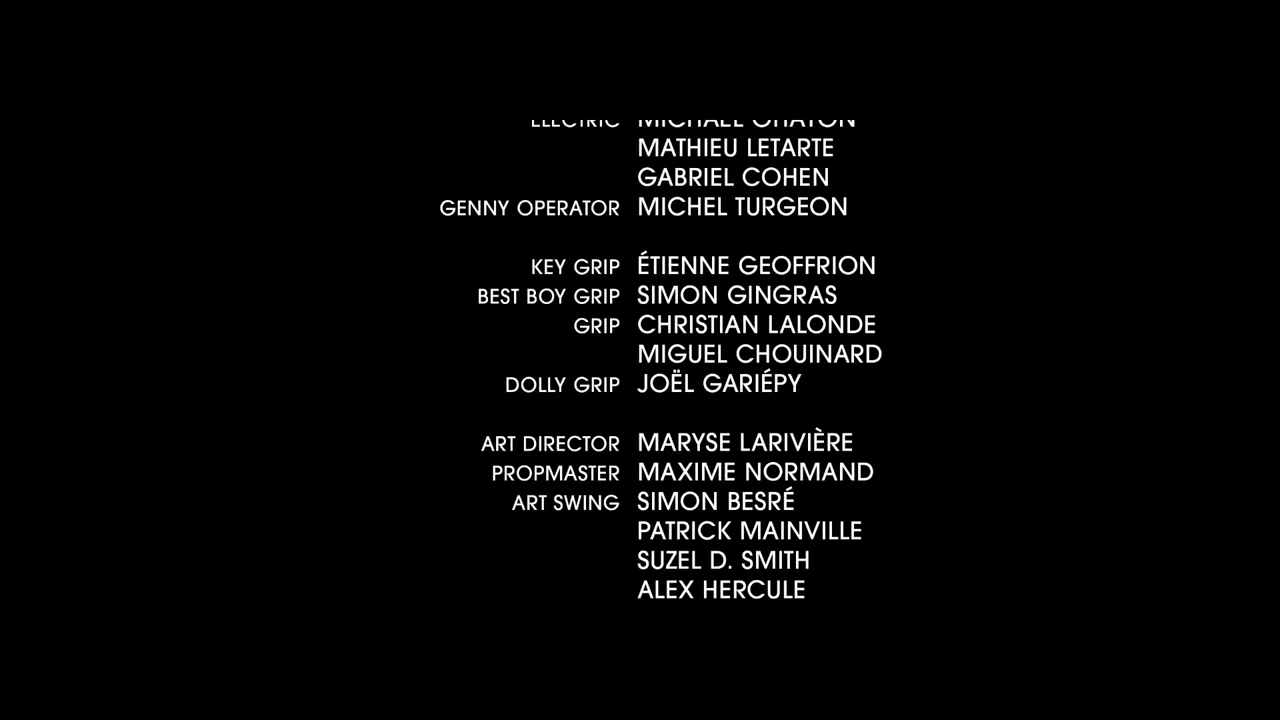 ELECTRIC MICHAEL
MATHIEU LETARTE
GABRIEL COHEN
GENNY OPERATOR MICHEL TURGEON
KEY GRIP ÉTIENNE GEOFFRION
BEST BOY GRIP SIMON GINGRAS
GRIP CHRISTIAN LALONDE
MIGUEL CHOUINARD
DOLLY GRIP JOËL GARIÉPY
ART DIRECTOR MARYSE LARIVIÈRE
PROPMASTER MAXIME NORMAND
ART SWING SIMON BESRÉ
PATRICK MAINVILLE
SUZEL D. SMITH
ALEX HERCULE